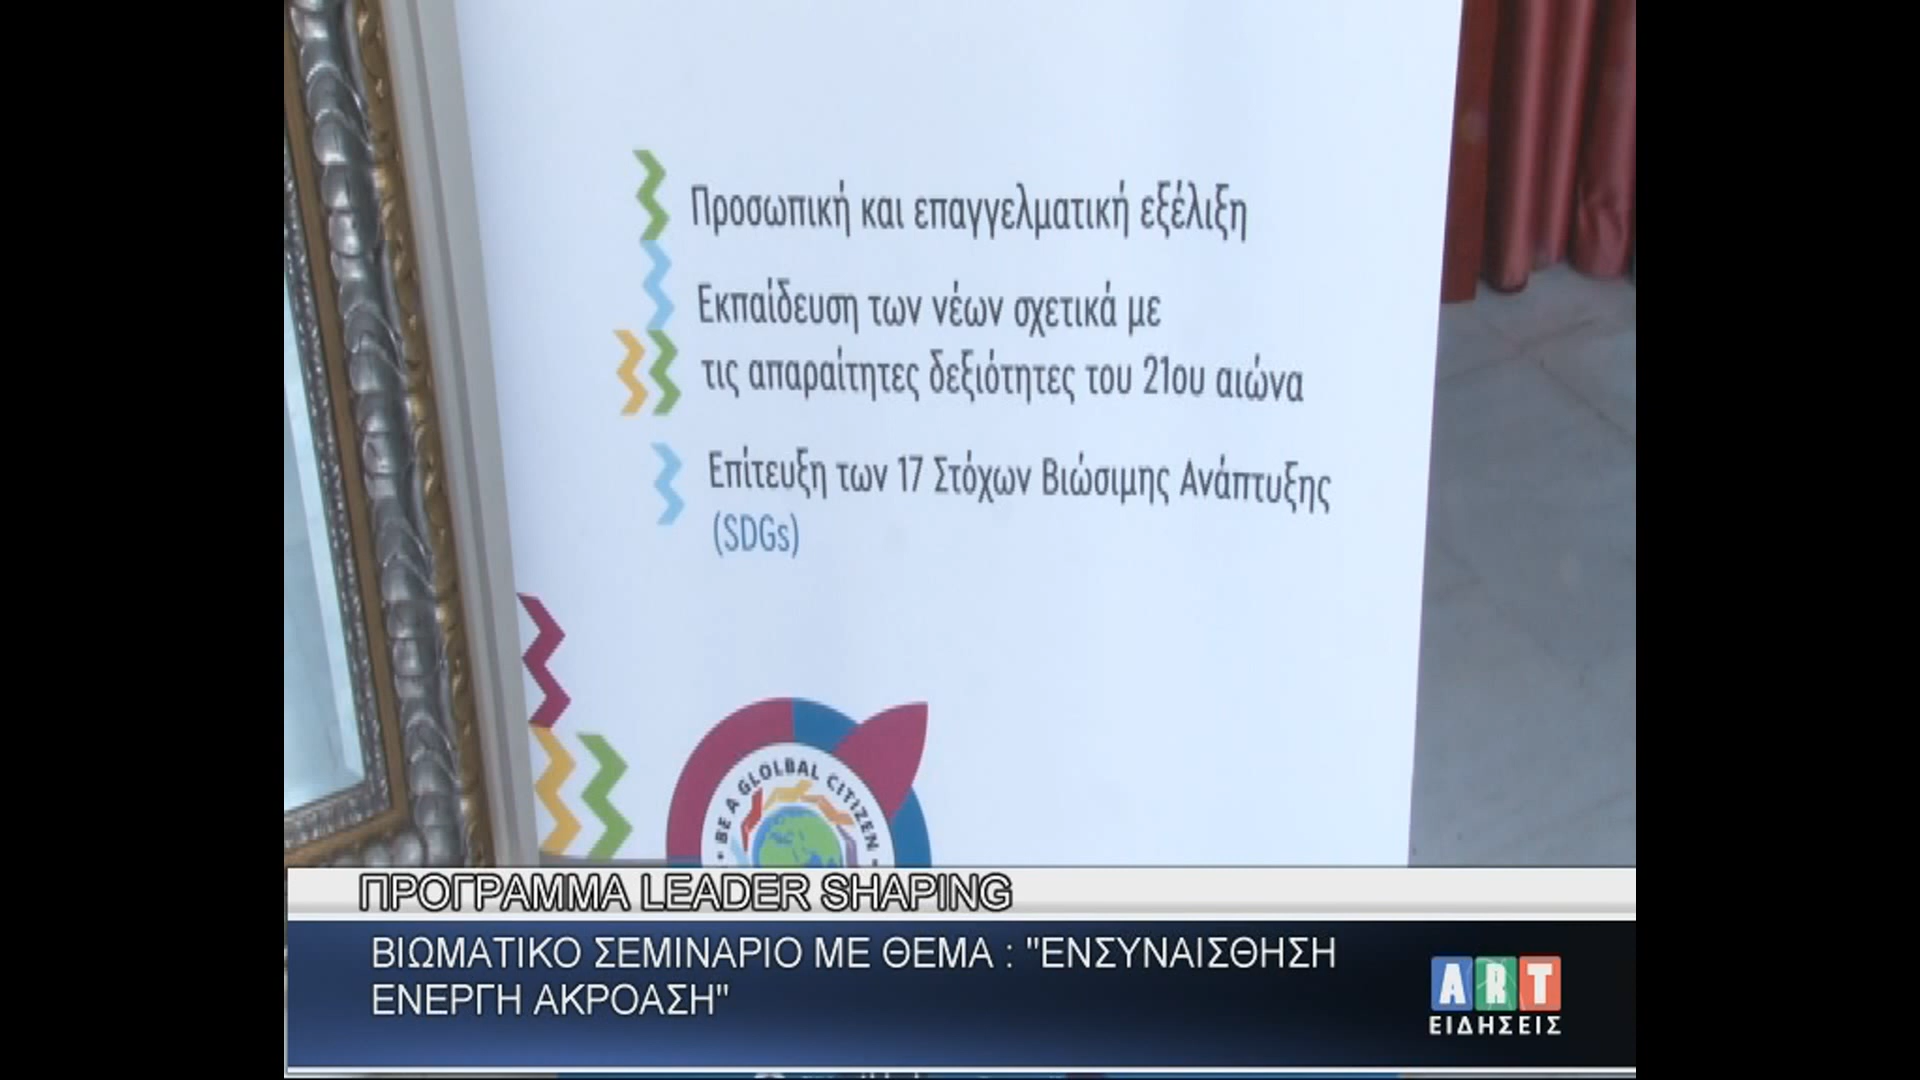 Προσωπική και επαγγελματική εξέλιξη
Εκπαίδευση των νέων σχετικά με
τις απαραίτητες δεξιότητες του 21ου αιώνα
Επίτευξη των 17 Στόχων Βιώσιμης Ανάπτυξης
(SDGs)
• BE A GLOLBAL CITIZEN •
ΠΡΟΓΡΑΜΜΑ LEADER SHAPING
ΒΙΩΜΑΤΙΚΟ ΣΕΜΙΝΑΡΙΟ ΜΕ ΘΕΜΑ : "ΕΝΣΥΝΑΙΣΘΗΣΗ
ΕΝΕΡΓΗ ΑΚΡΟΑΣΗ"
ART
ΕΙΔΗΣΕΙΣ